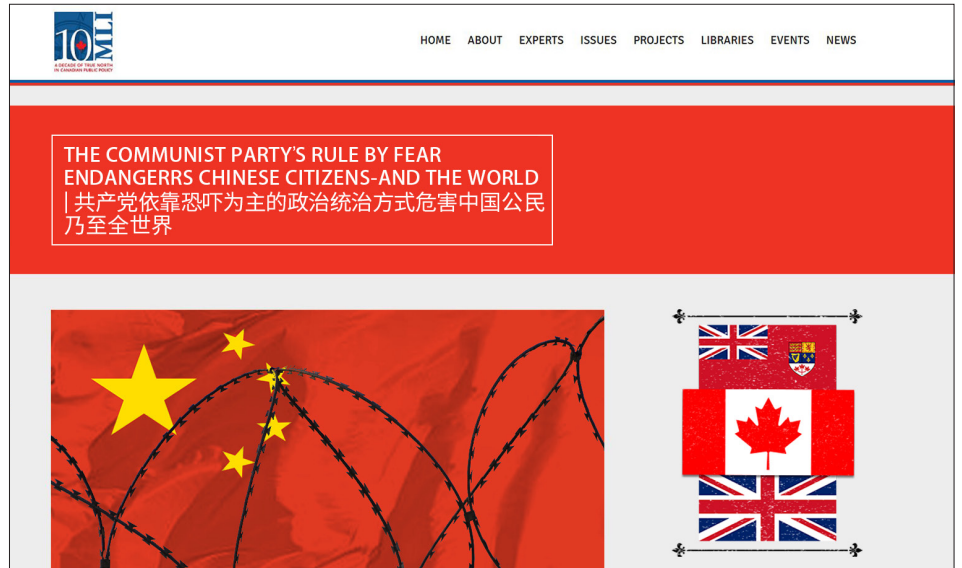 10 MLI
A DECADE OF TRUE NORTH
IN CANADIAN PUBLIC POLICY
HOME ABOUT EXPERTS ISSUES PROJECTS LIBRARIES EVENTS NEWS
THE COMMUNIST PARTY'S RULE BY FEAR
ENDANGERRS CHINESE CITIZENS-AND THE WORLD
| 共产党依靠恐吓为主的政治统治方式危害中国公民
乃至全世界